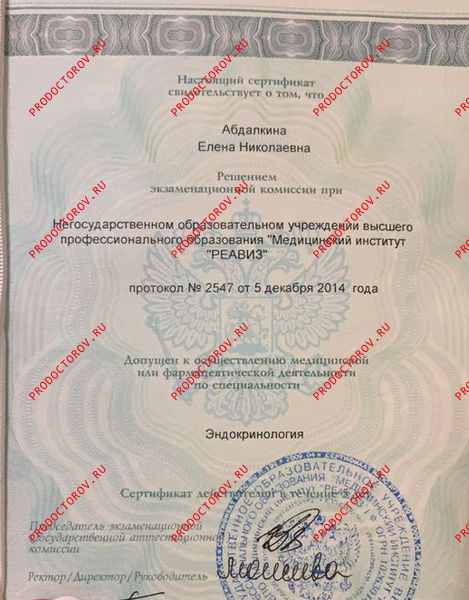 Настоящий сертификат
свидетельствует о том, что
Абдалкина
Елена Николаевна
Решением
экзаменационной комиссии при
Негосударственном образовательном учреждении высшего
профессионального образования "Медицинский институт
"РЕАВИЗ"
протокол № 2547 от 5 декабря 2014 года
Допущен к осуществлению медицинской
или фармацевтической деятельности
по специальности
Эндокринология
Сертификат действителен в течение 5 лет.
Председатель экзаменационной
государственной аттестационной
комиссии
Ректор/Директор/Руководитель
PRODOCTOROV.RU